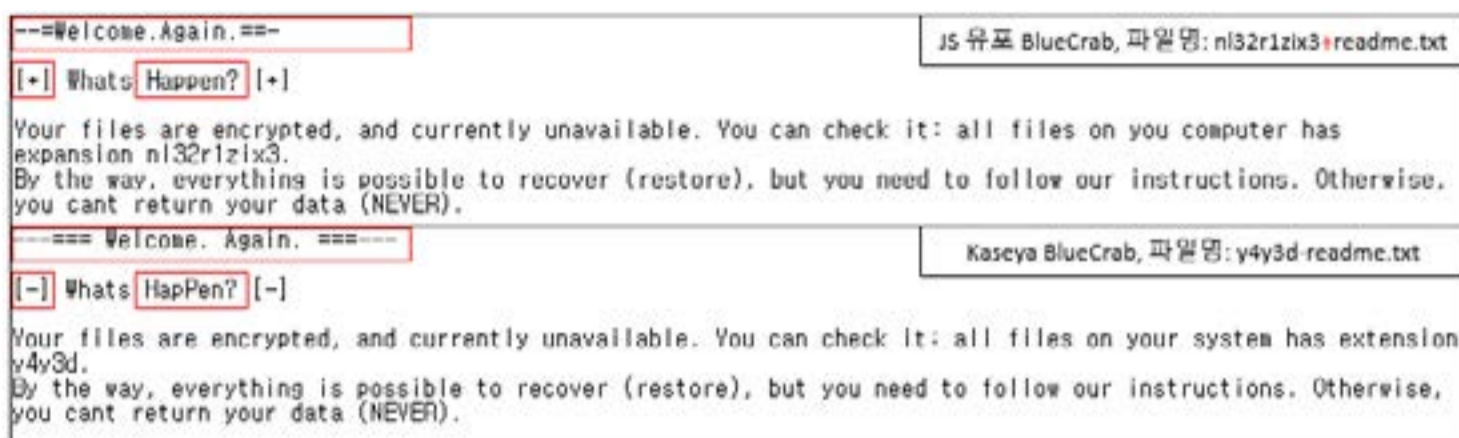 --=Welcome.Again.==-
JS 유포 BlueCrab, 파일명: nl32r1zix3+readme.txt
[+] Whats Happen? [+]
Your files are encrypted, and currently unavailable. You can check it: all files on you computer has
expansion nl32r1zix3.
By the way, everything is possible to recover (restore), but you need to follow our instructions. Otherwise,
you cant return your data (NEVER).
---=== Welcome. Again. ===---
Kaseya BlueCrab, 파일명: y4y3d-readme.txt
[-] Whats HapPen? [-]
Your files are encrypted, and currently unavailable. You can check it: all files on your system has extension
y4y3d.
By the way, everything is possible to recover (restore), but you need to follow our instructions. Otherwise,
you cant return your data (NEVER).